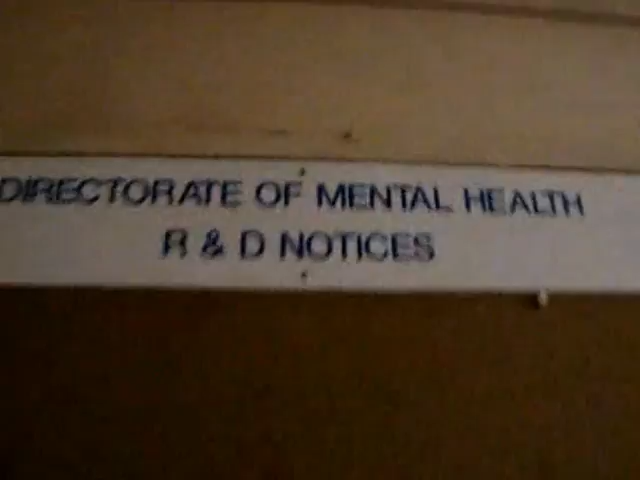 DIRECTORATE OF MENTAL HEALTH
R & D NOTICES